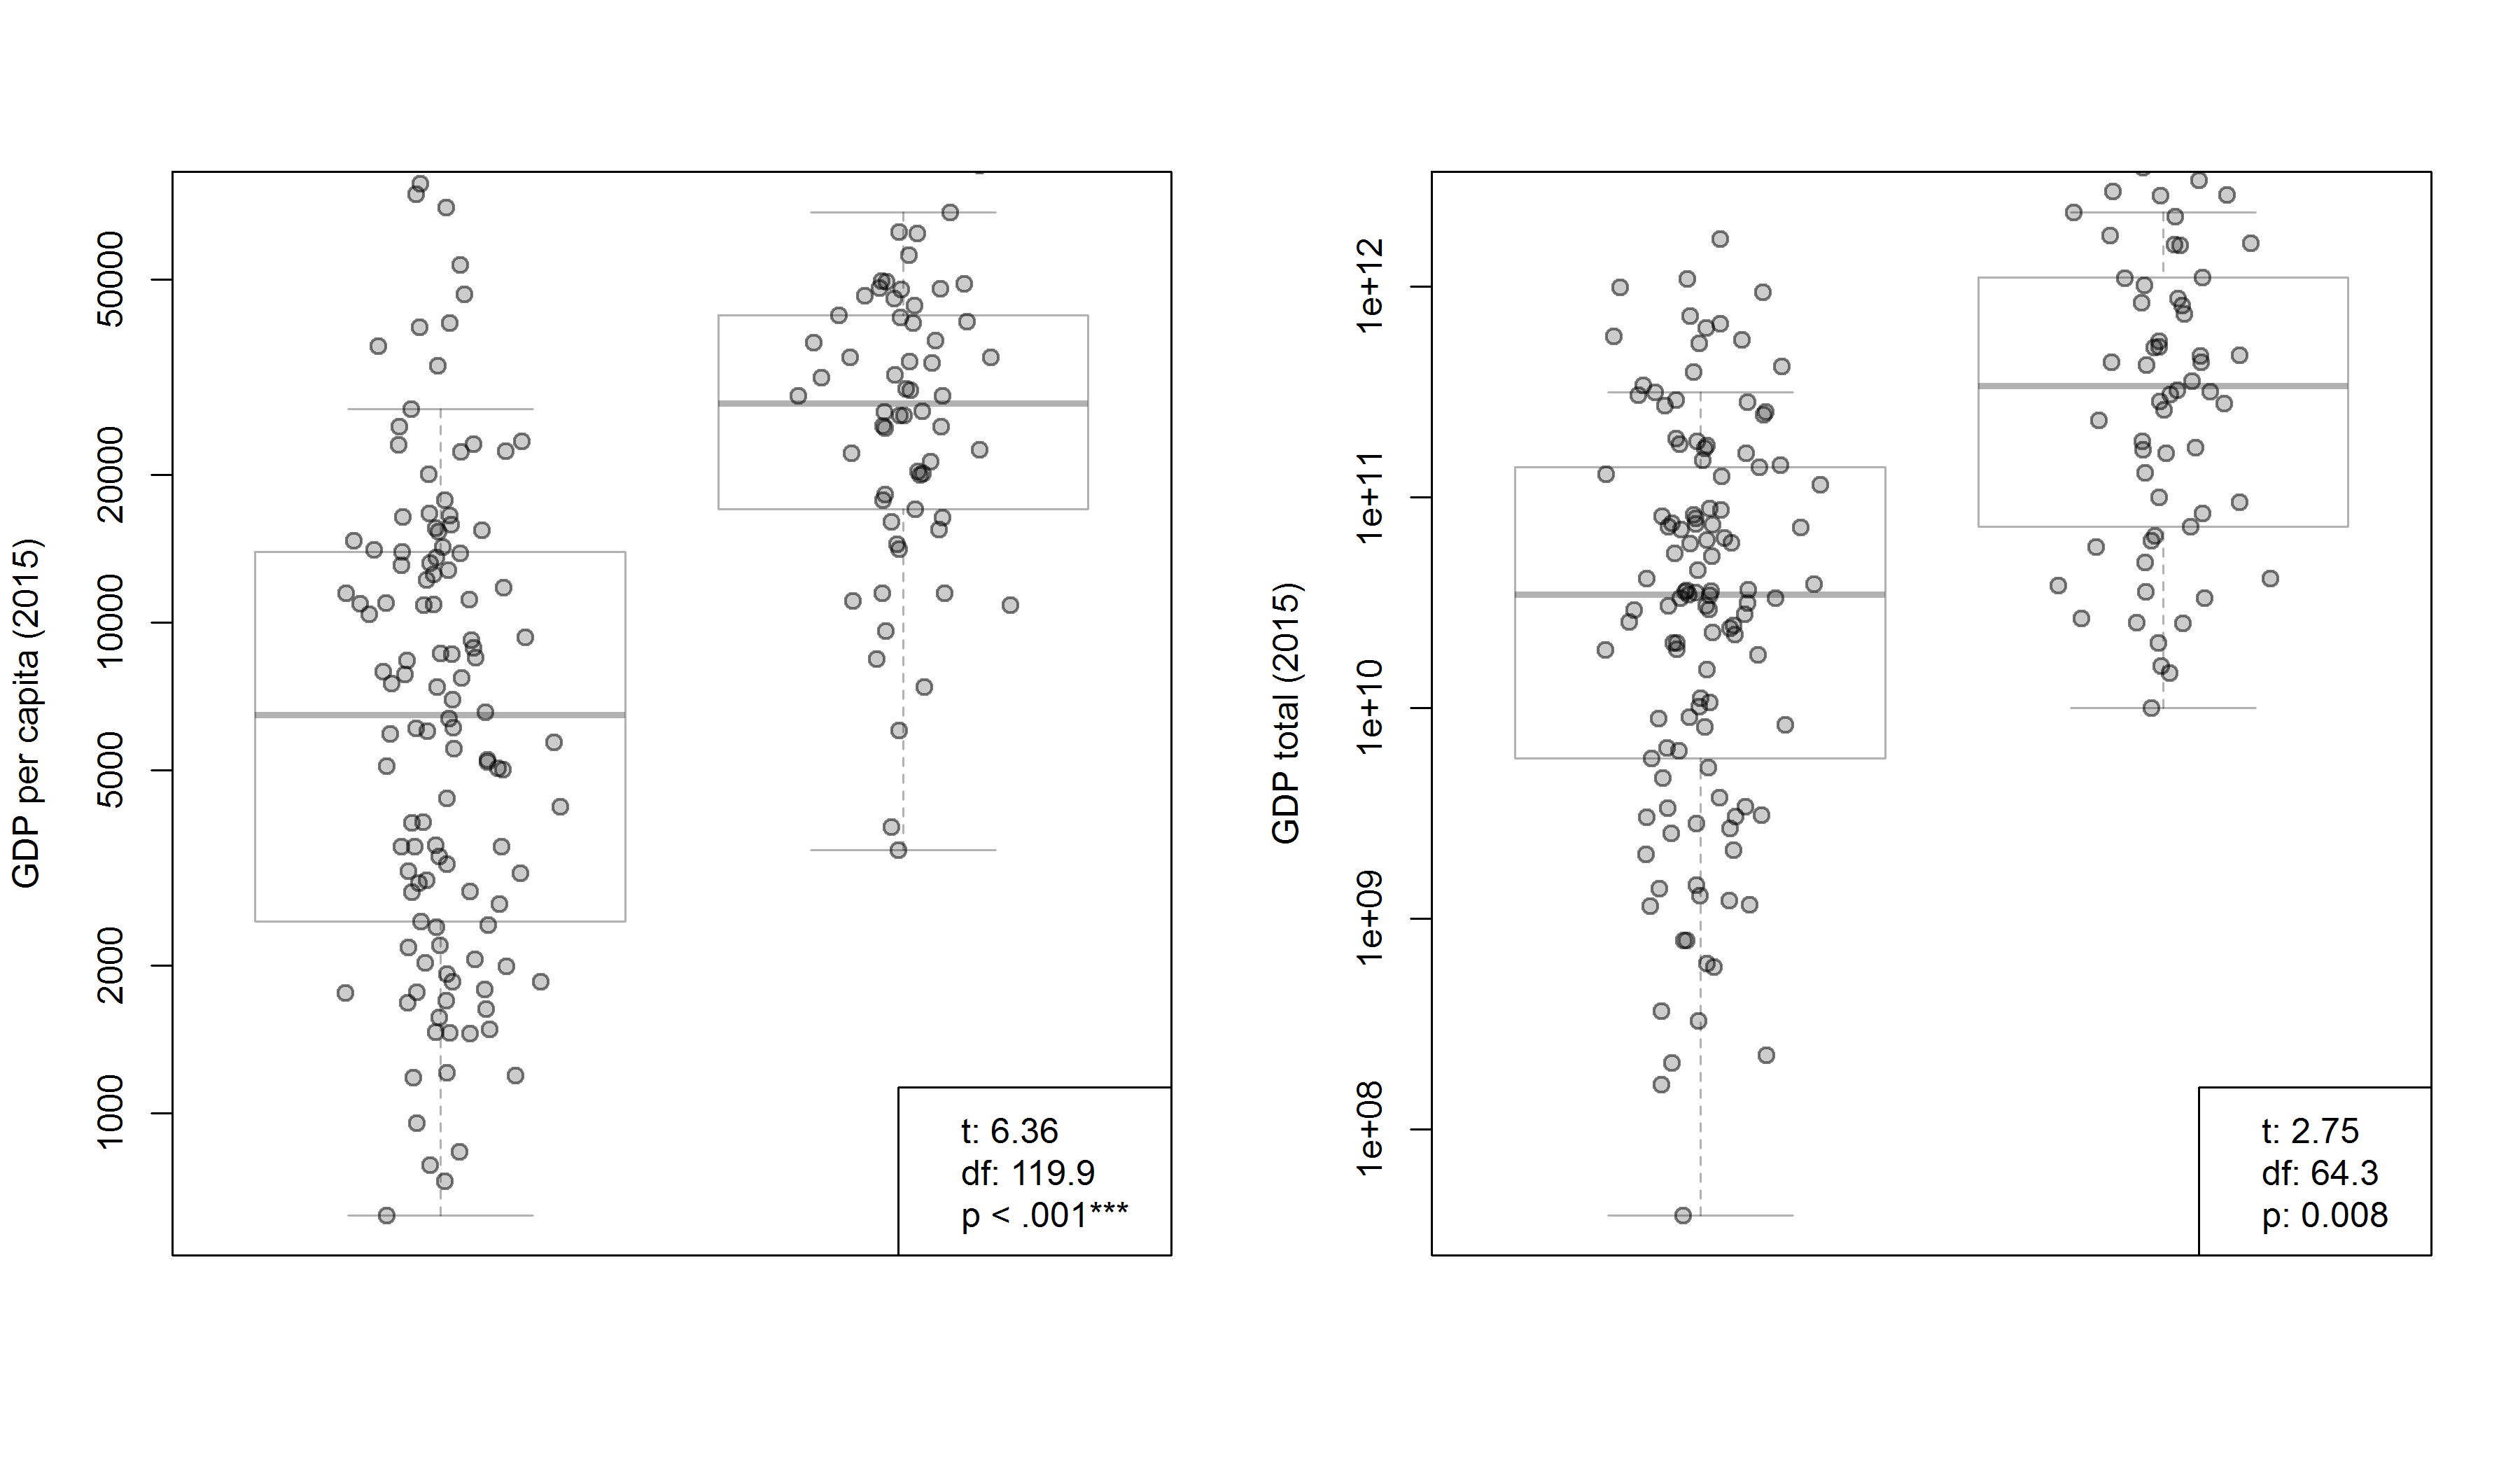 GDP per capita (2015)
50000
20000
10000
5000
2000
1000
t: 6.36
df: 119.9
p < .001***
GDP total (2015)
1e+12
1e+11
1e+10
1e+09
1e+08
t: 2.75
df: 64.3
p: 0.008